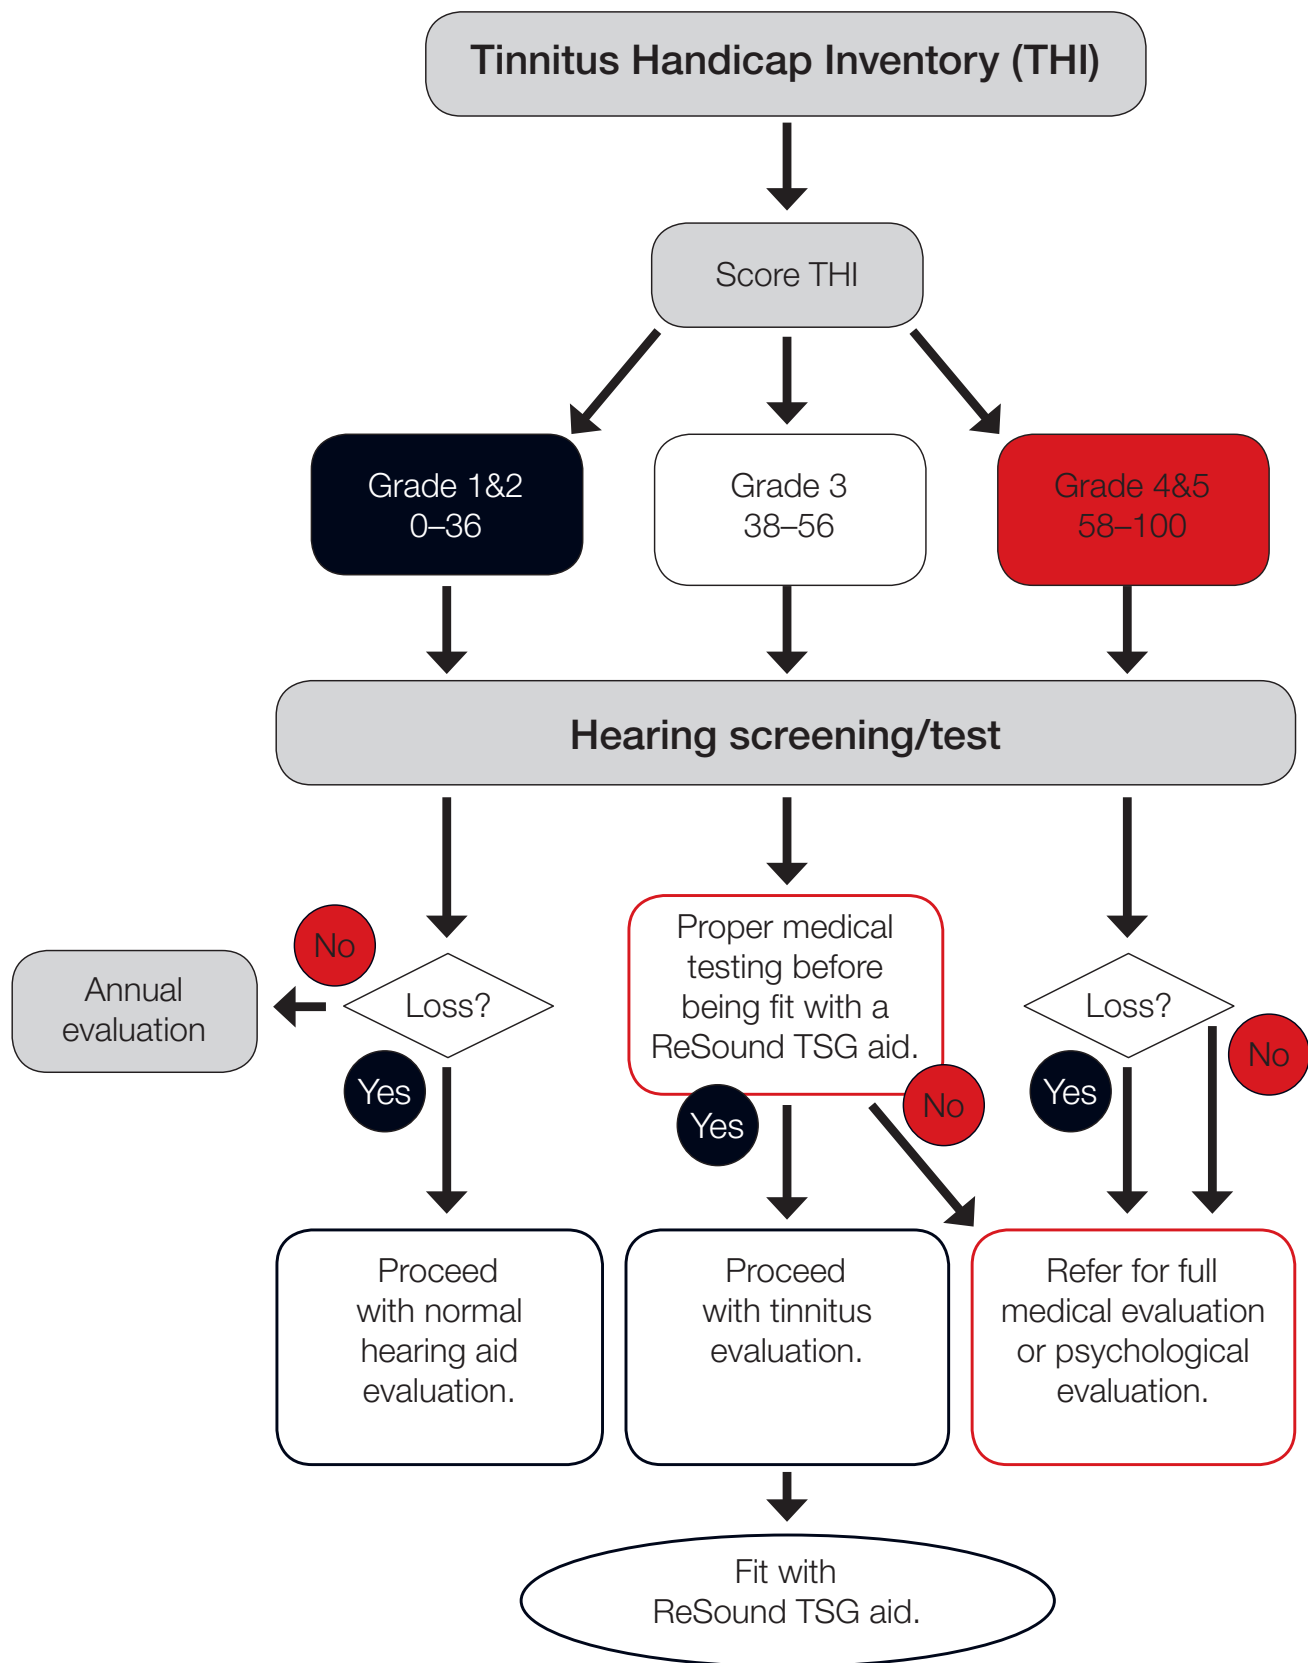 Tinnitus Handicap Inventory (THI)
Score THI
Grade 1&2
0–36
Grade 3
38–56
Grade 4&5
58–100
Hearing screening/test
No
Annual
evaluation
Loss?
Yes
Proper medical
testing before
being fit with a
ReSound TSG aid.
Yes
No
Loss?
No
Yes
Proceed
with normal
hearing aid
evaluation.
Proceed
with tinnitus
evaluation.
Refer for full
medical evaluation
or psychological
evaluation.
Fit with
ReSound TSG aid.